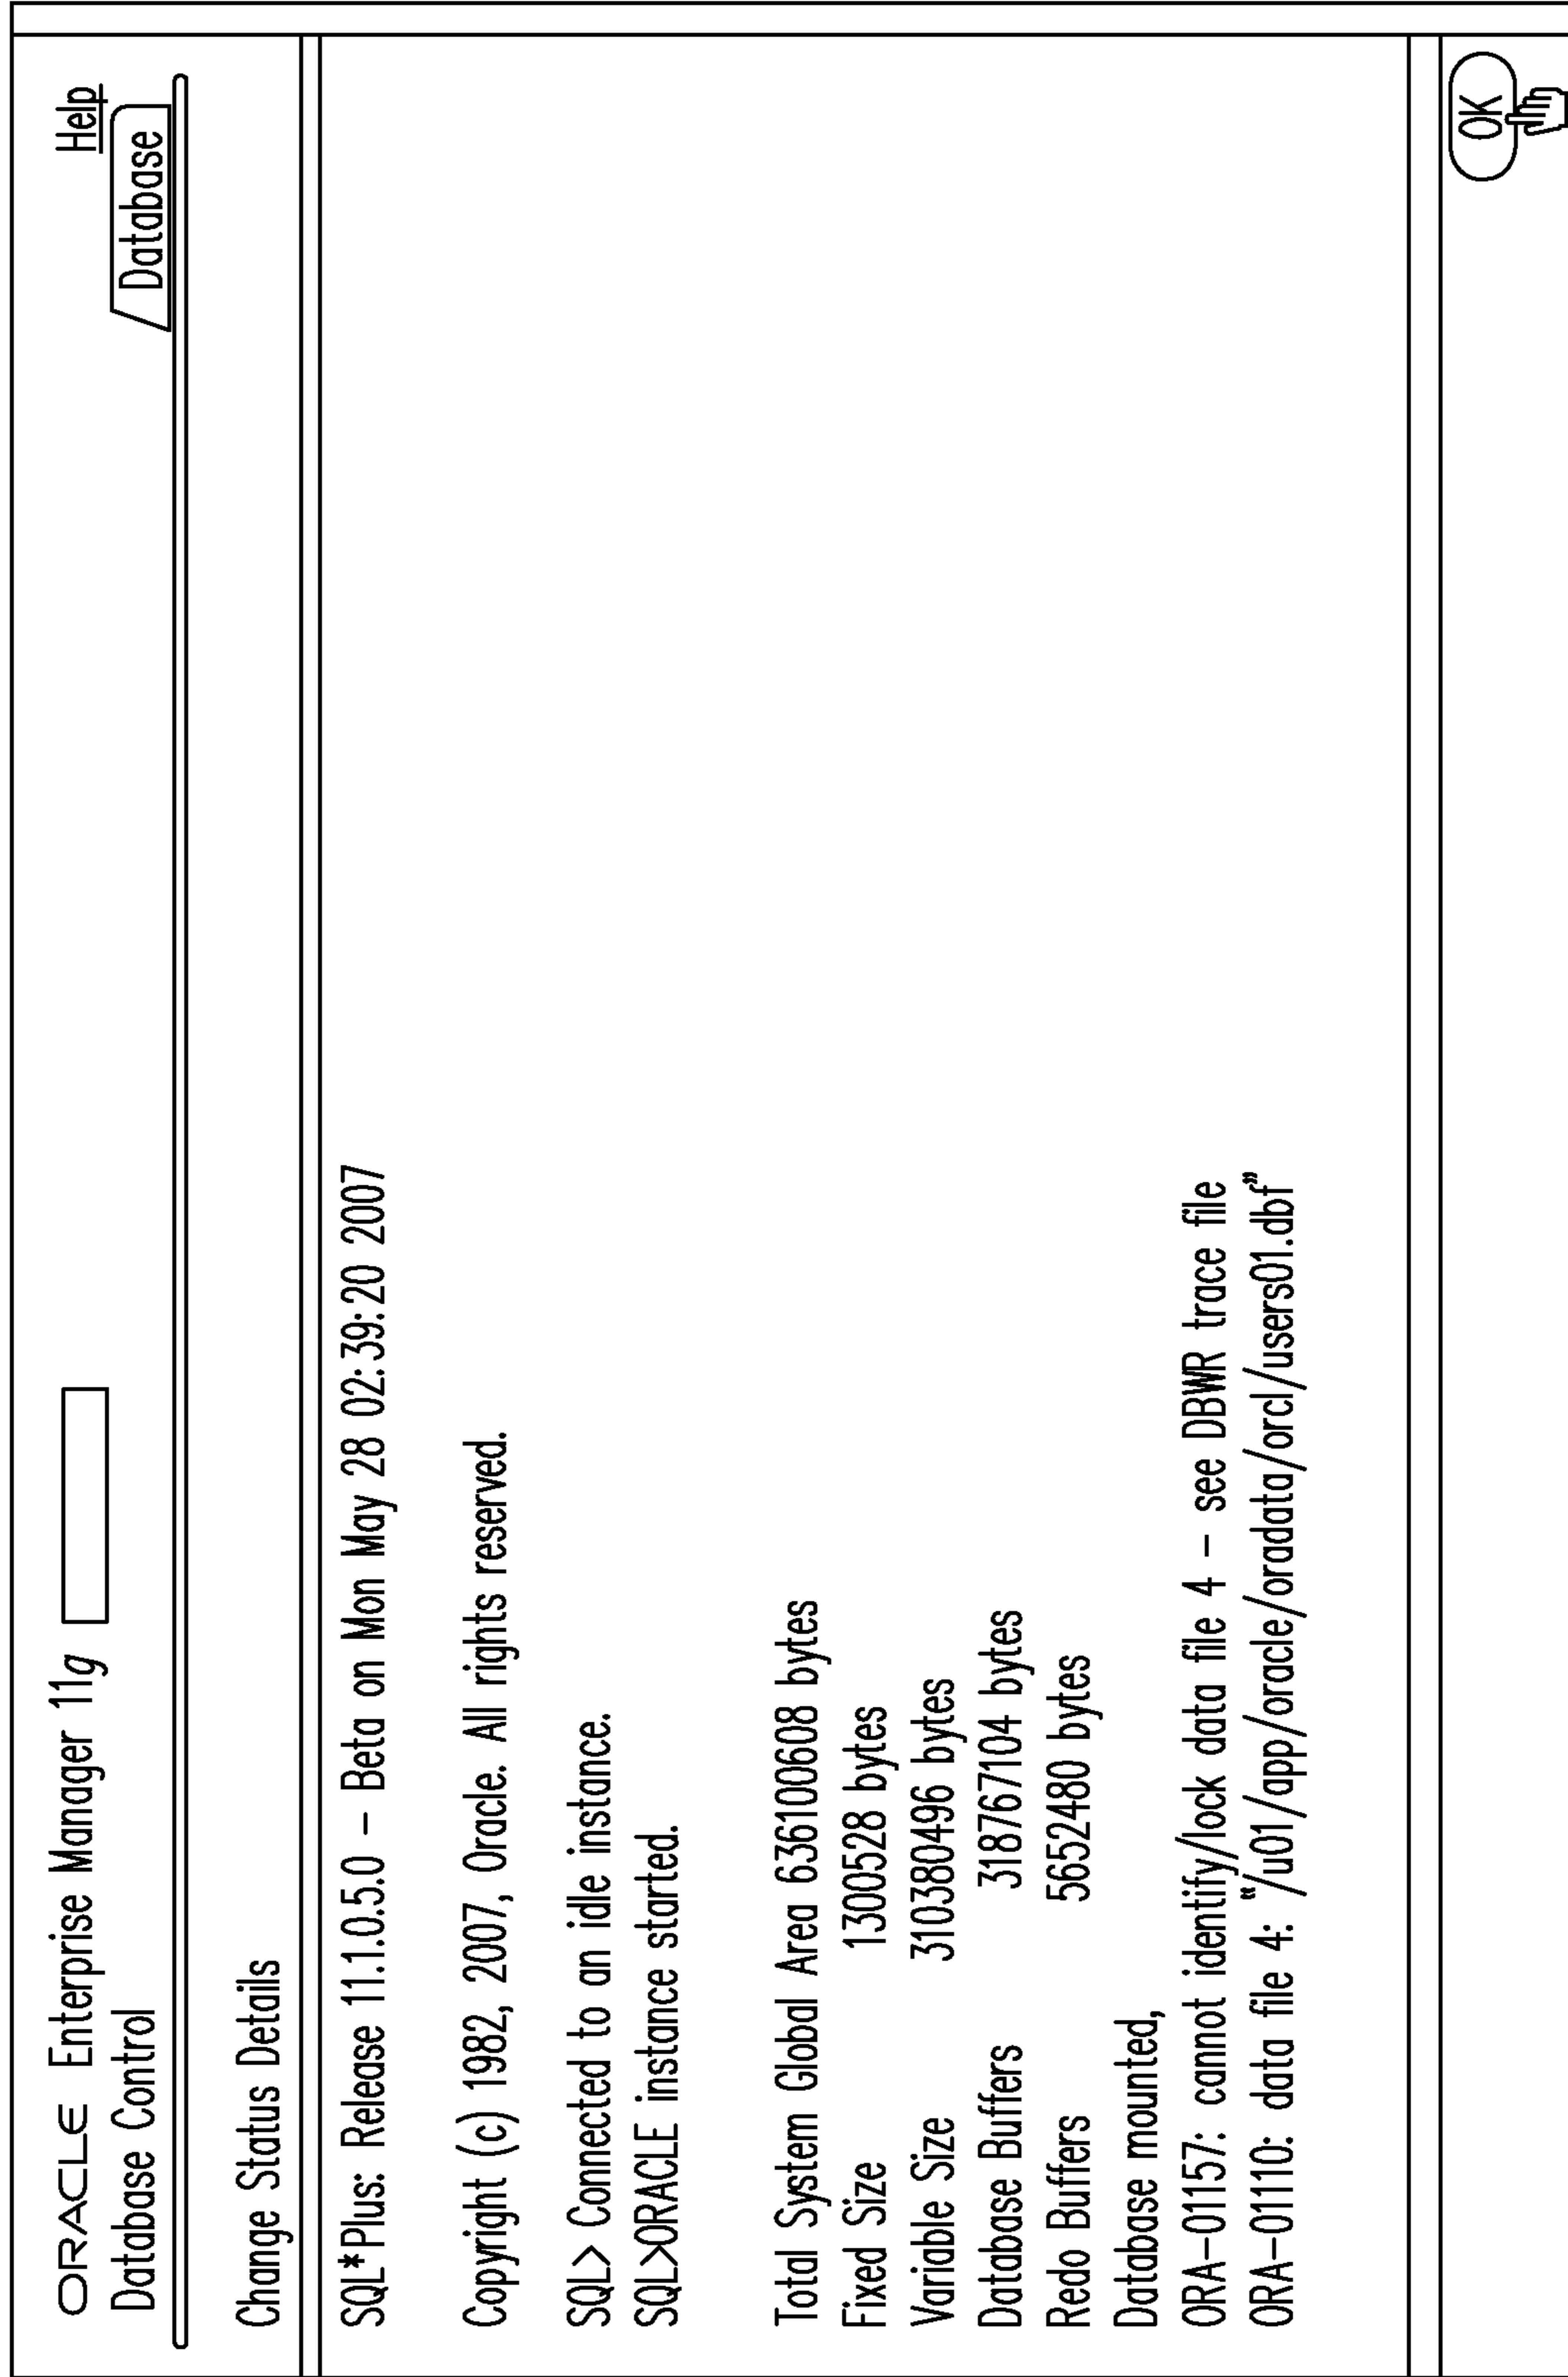 ORACLE Enterprise Manager 11g
Database Control
Help
Database
Change Status Details
SQL*Plus: Release 11.1.0.5.0 – Beta on Mon May 28 02:39:20 2007
Copyright (c) 1982, 2007, Oracle. All rights reserved.
SQL> Connected to an idle instance.
SQL>ORACLE instance started.
Total System Global Area 636100608 bytes
Fixed Size 1300528 bytes
Variable Size 310380496 bytes
Database Buffers 318767104 bytes
Redo Buffers 5652480 bytes
Database mounted,
ORA–01157: cannot identify/lock data file 4 – see DBWR trace file
ORA–01110: data file 4: “/u01/app/oracle/oradata/orcl/users01.dbf”
OK